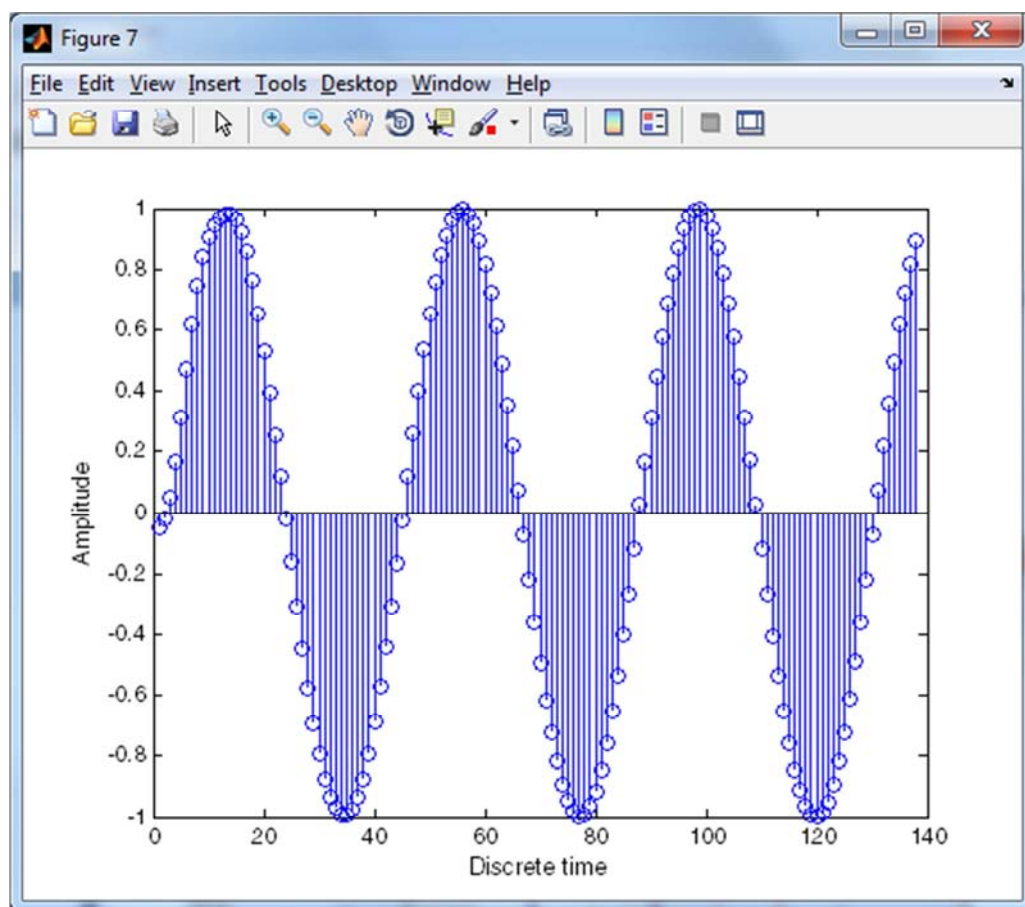 Figure 7
File Edit View Insert Tools Desktop Window Help
1
0.8
0.6
0.4
0.2
0
-0.2
-0.4
-0.6
-0.8
-1
Amplitude
0 20 40 60 80 100 120 140
Discrete time